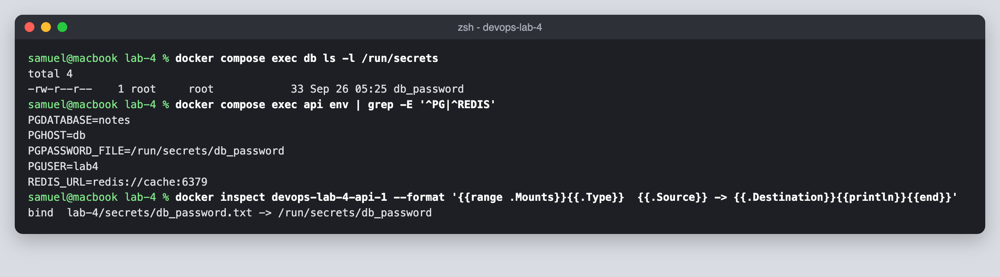 zsh - devops-lab-4
samuel@macbook lab-4 % docker compose exec db ls -l /run/secrets
total 4
-rw-r--r--    1 root     root            33 Sep 26 05:25 db_password
samuel@macbook lab-4 % docker compose exec api env | grep -E '^PG|^REDIS'
PGDATABASE=notes
PGHOST=db
PGPASSWORD_FILE=/run/secrets/db_password
PGUSER=lab4
REDIS_URL=redis://cache:6379
samuel@macbook lab-4 % docker inspect devops-lab-4-api-1 --format '{{range .Mounts}}{{.Type}}  {{.Source}} -> {{.Destination}}{{println}}{{end}}'
bind  lab-4/secrets/db_password.txt -> /run/secrets/db_password